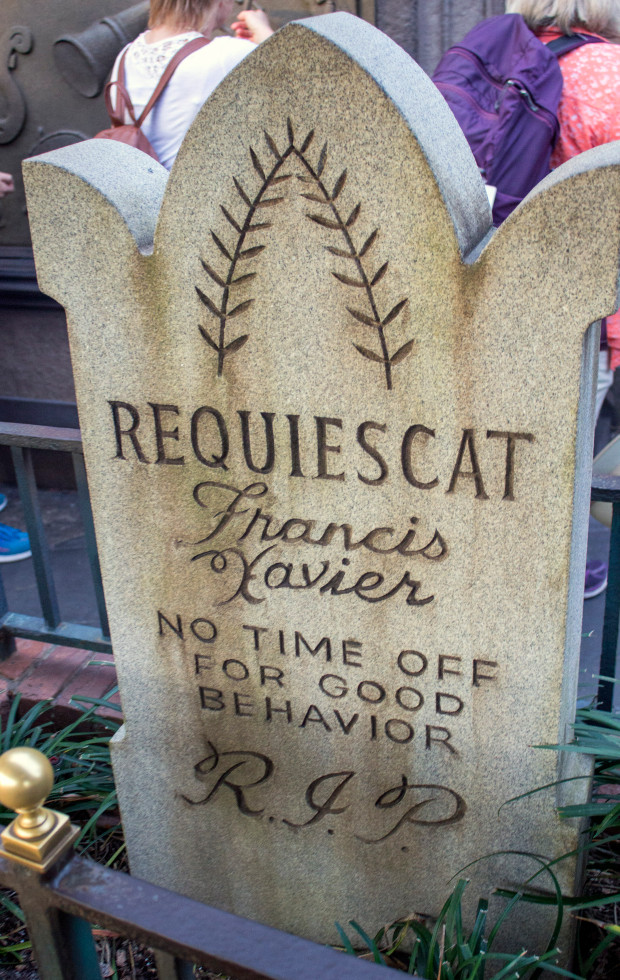 REQUIESCAT
Francis
Xavier
NO TIME OFF
FOR GOOD
BEHAVIOR
R.I.P.